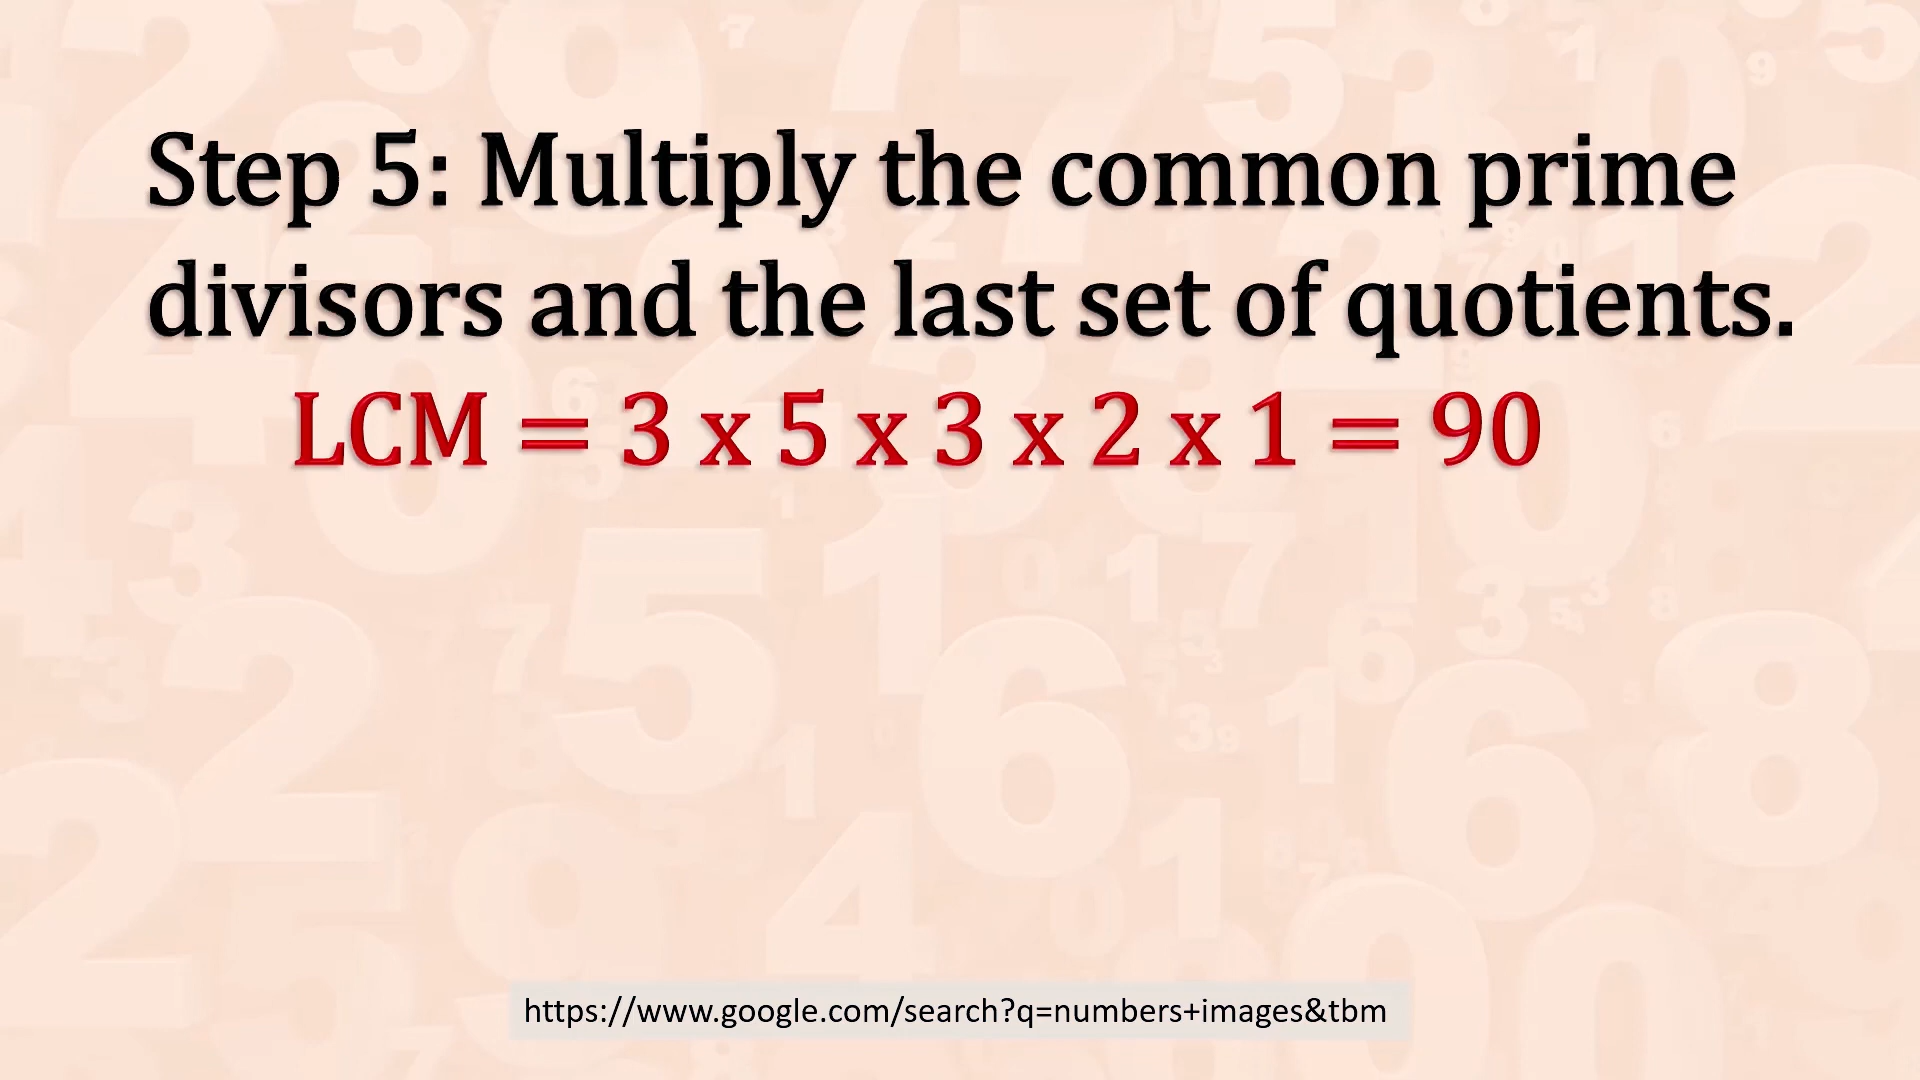 Step 5: Multiply the common prime
divisors and the last set of quotients.
LCM = 3 x 5 x 3 x 2 x 1 = 90
https://www.google.com/search?q=numbers+images&tbm